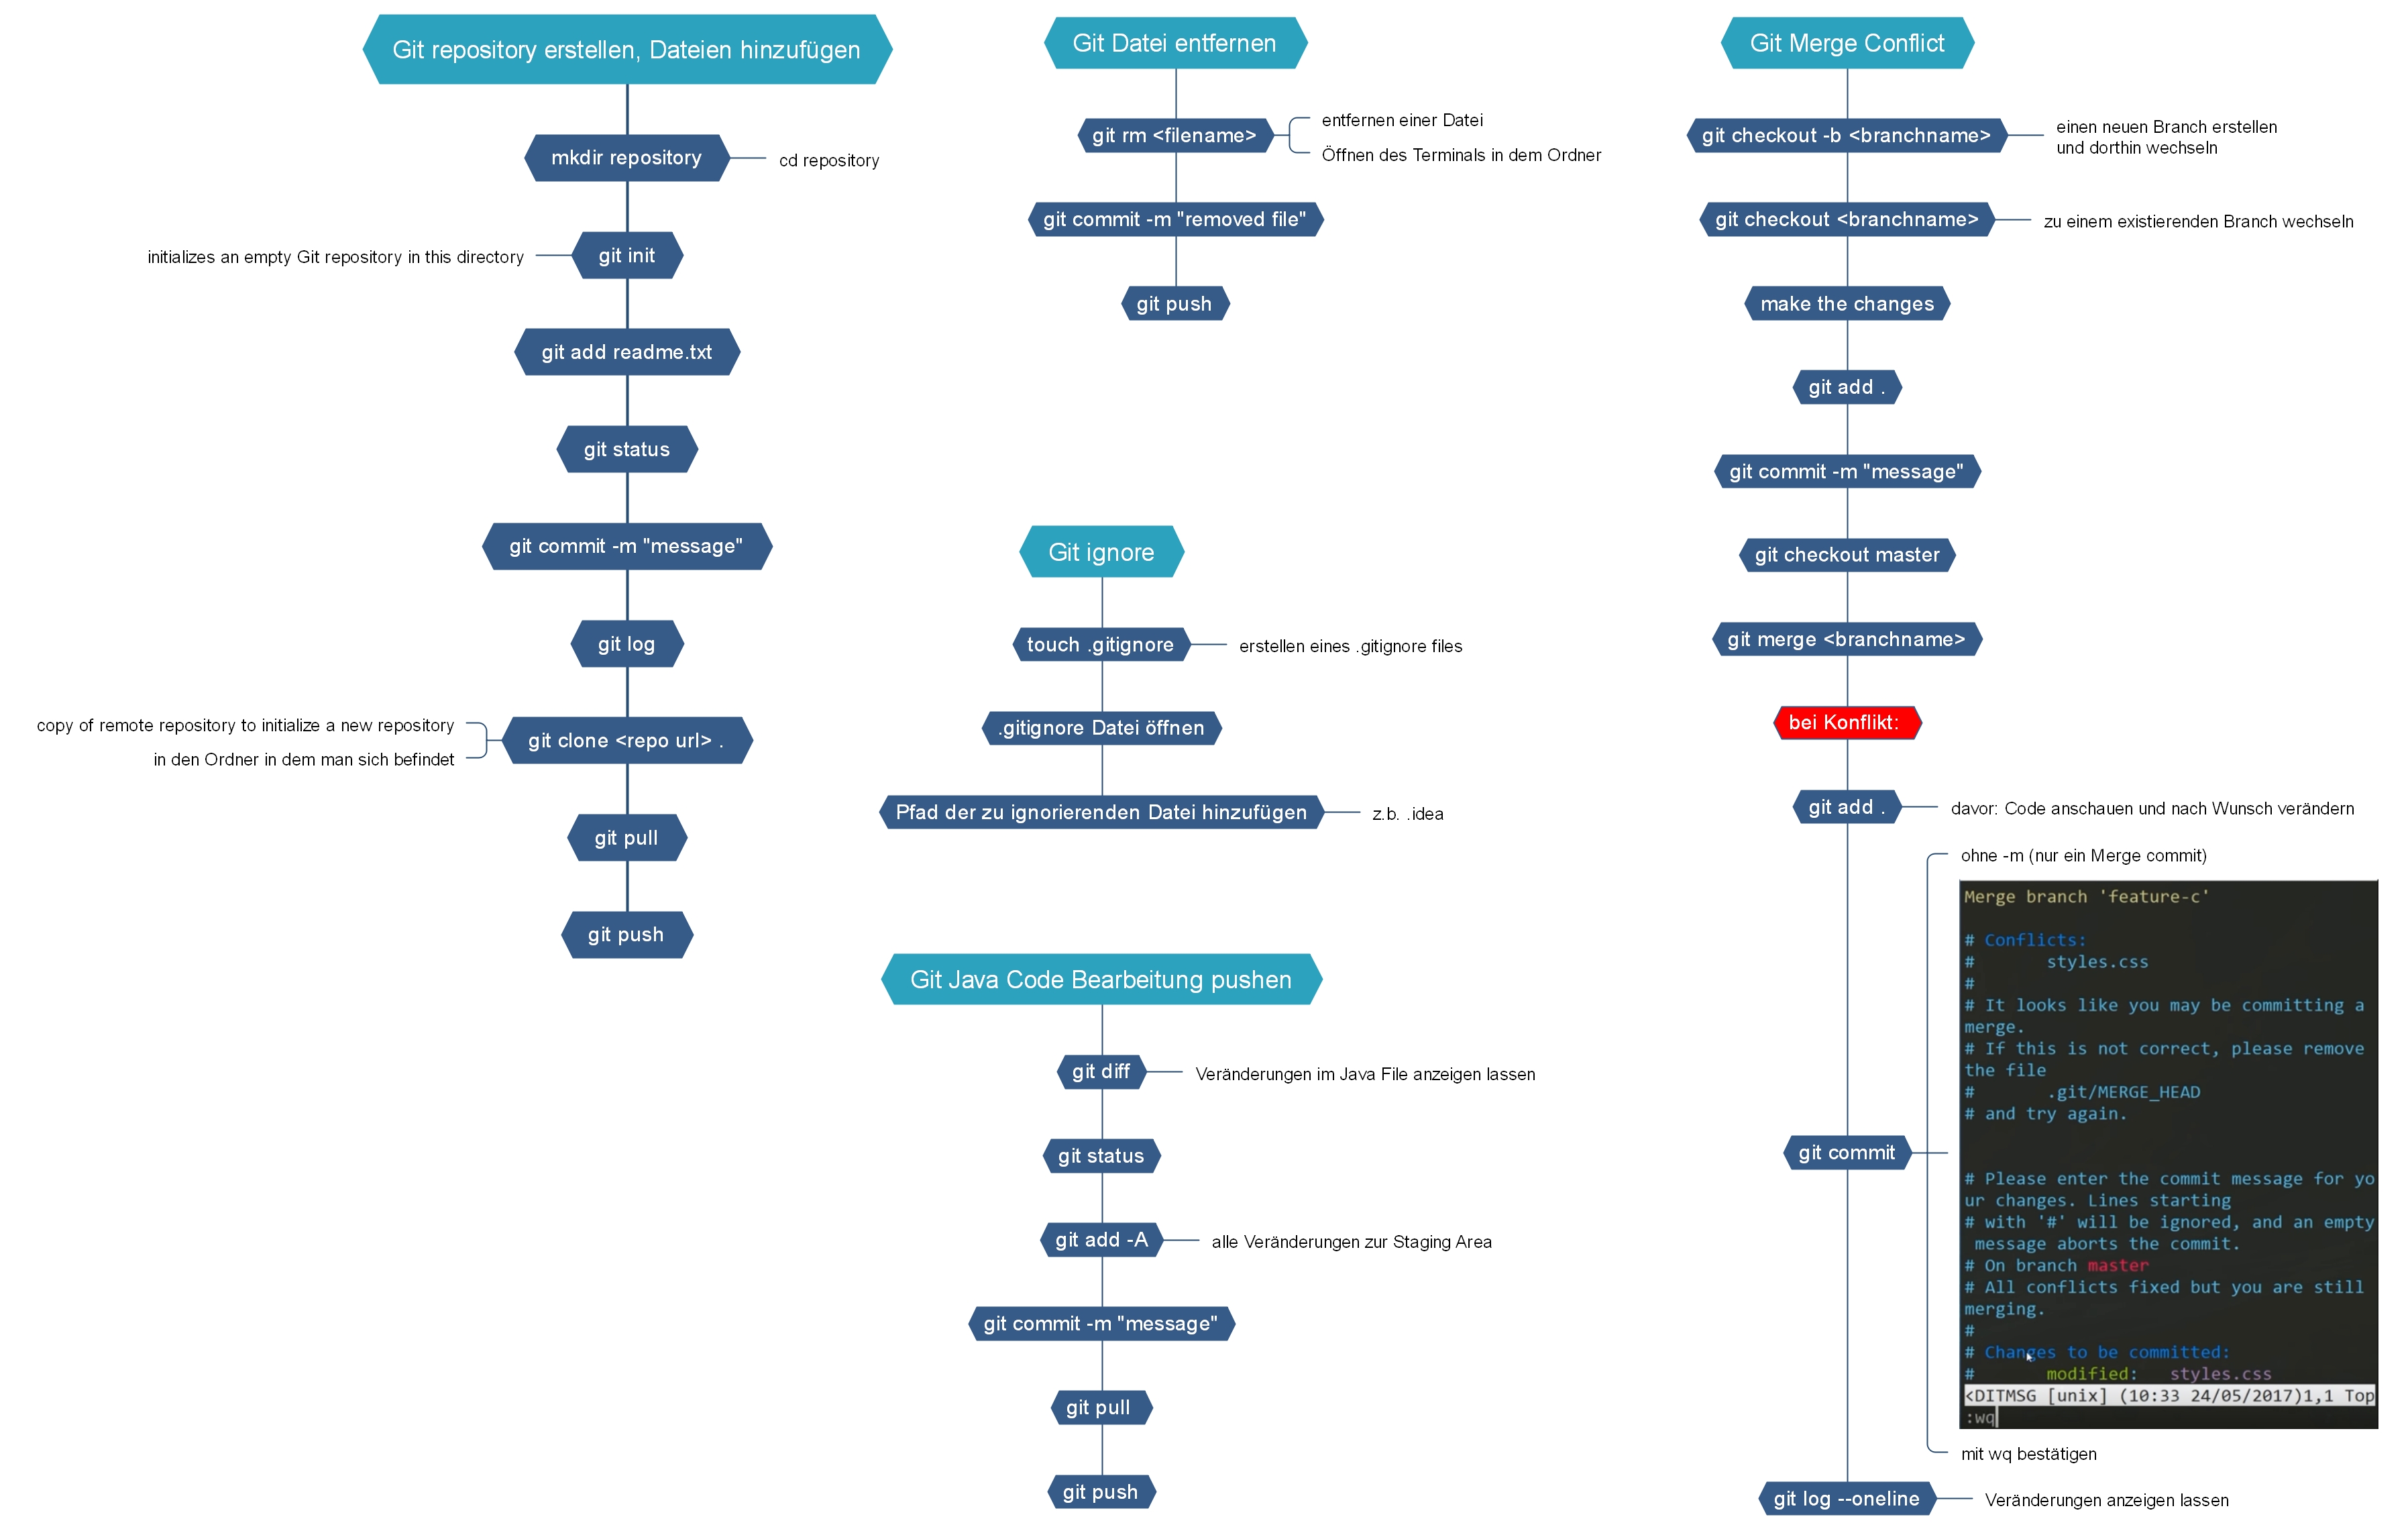 Git repository erstellen, Dateien hinzufügen
mkdir repository
cd repository
initializes an empty Git repository in this directory
git init
git add readme.txt
git status
git commit -m "message"
git log
copy of remote repository to initialize a new repository
in den Ordner in dem man sich befindet
git clone <repo url> .
git pull
git push
Git Datei entfernen
git rm <filename>
entfernen einer Datei
Öffnen des Terminals in dem Ordner
git commit -m "removed file"
git push
Git ignore
touch .gitignore
erstellen eines .gitignore files
.gitignore Datei öffnen
Pfad der zu ignorierenden Datei hinzufügen
z.b. .idea
Git Java Code Bearbeitung pushen
git diff
Veränderungen im Java File anzeigen lassen
git status
git add -A
alle Veränderungen zur Staging Area
git commit -m "message"
git pull
git push
Git Merge Conflict
git checkout -b <branchname>
einen neuen Branch erstellen
und dorthin wechseln
git checkout <branchname>
zu einem existierenden Branch wechseln
make the changes
git add .
git commit -m "message"
git checkout master
git merge <branchname>
bei Konflikt:
git add .
davor: Code anschauen und nach Wunsch verändern
git commit
ohne -m (nur ein Merge commit)
Merge branch 'feature-c'
# Conflicts:
#       styles.css
#
# It looks like you may be committing a
merge.
# If this is not correct, please remove
the file
#       .git/MERGE_HEAD
# and try again.
# Please enter the commit message for yo
ur changes. Lines starting
# with '#' will be ignored, and an empty
 message aborts the commit.
# On branch master
# All conflicts fixed but you are still
merging.
#
# Changes to be committed:
#       modified:   styles.css
<DITMSG [unix] (10:33 24/05/2017)1,1 Top
:wq
mit wq bestätigen
git log --oneline
Veränderungen anzeigen lassen